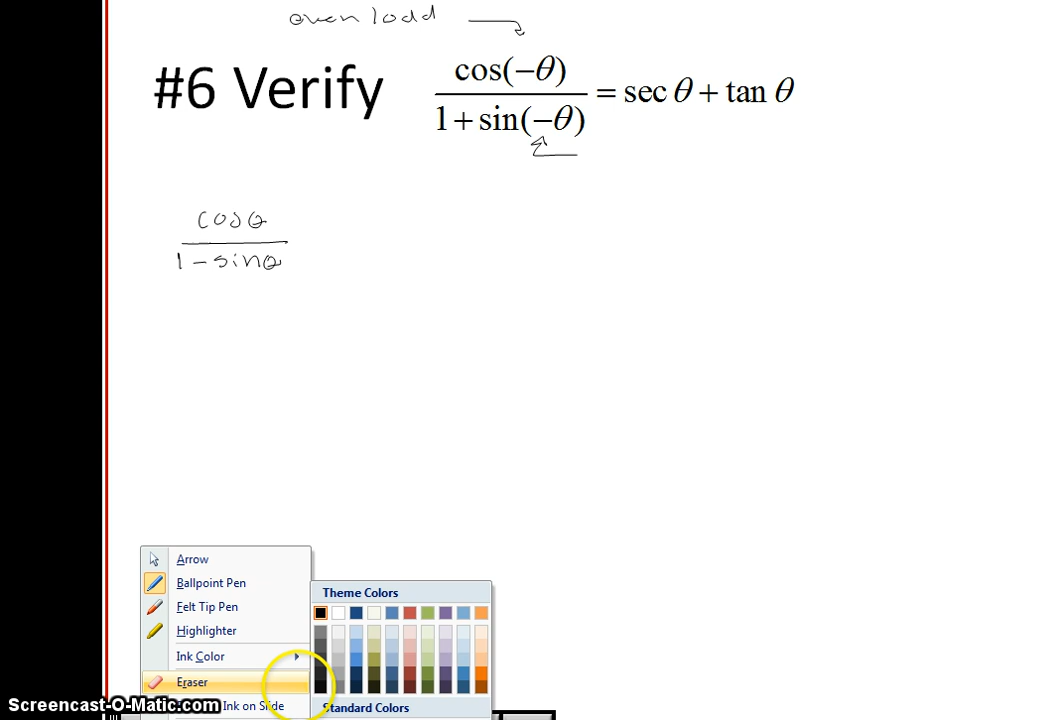 even load
#6 Verify cos(−θ) / 1 + sin(−θ) = sec θ + tan θ
cosθ
1 − sinθ
Arrow
Ballpoint Pen
Felt Tip Pen
Highlighter
Ink Color
Eraser
Ink on Slide
Theme Colors
Standard Colors
Screencast-O-Matic.com